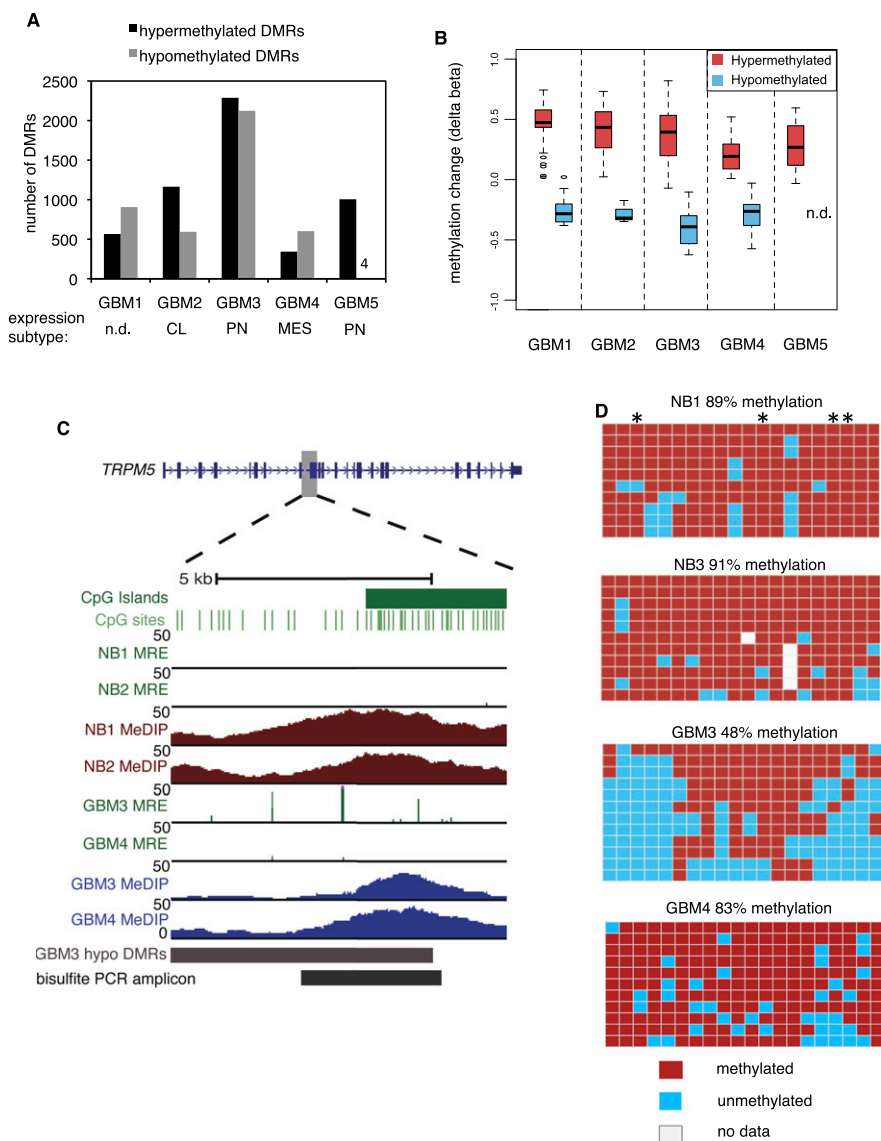 A
hypermethylated DMRs
hypomethylated DMRs
number of DMRs
2500
2000
1500
1000
500
0
4
GBM1 GBM2 GBM3 GBM4 GBM5
expression subtype: n.d. CL PN MES PN
B
Hypermethylated
Hypomethylated
methylation change (delta beta)
1.0
0.5
0.0
-0.5
-1.0
n.d.
GBM1 GBM2 GBM3 GBM4 GBM5
C
TRPM5
5 kb
CpG Islands
CpG sites
50
NB1 MRE
50
NB2 MRE
50
NB1 MeDIP
50
NB2 MeDIP
50
GBM3 MRE
50
GBM4 MRE
50
GBM3 MeDIP
50
GBM4 MeDIP
0
GBM3 hypo DMRs
bisulfite PCR amplicon
D
NB1 89% methylation
* * * *
NB3 91% methylation
GBM3 48% methylation
GBM4 83% methylation
methylated
unmethylated
no data